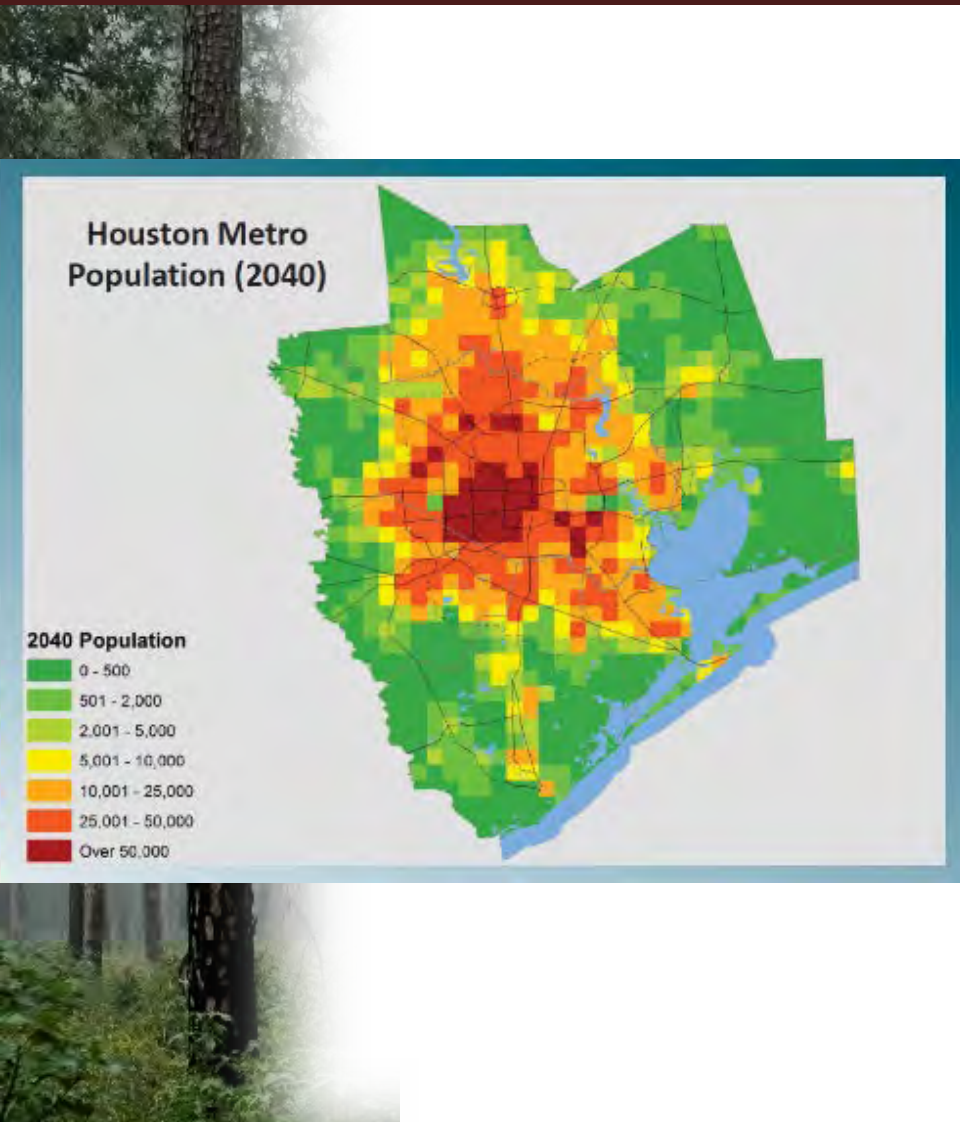 Houston Metro
Population (2040)
2040 Population
0 - 500
501 - 2,000
2,001 - 5,000
5,001 - 10,000
10,001 - 25,000
25,001 - 50,000
Over 50,000